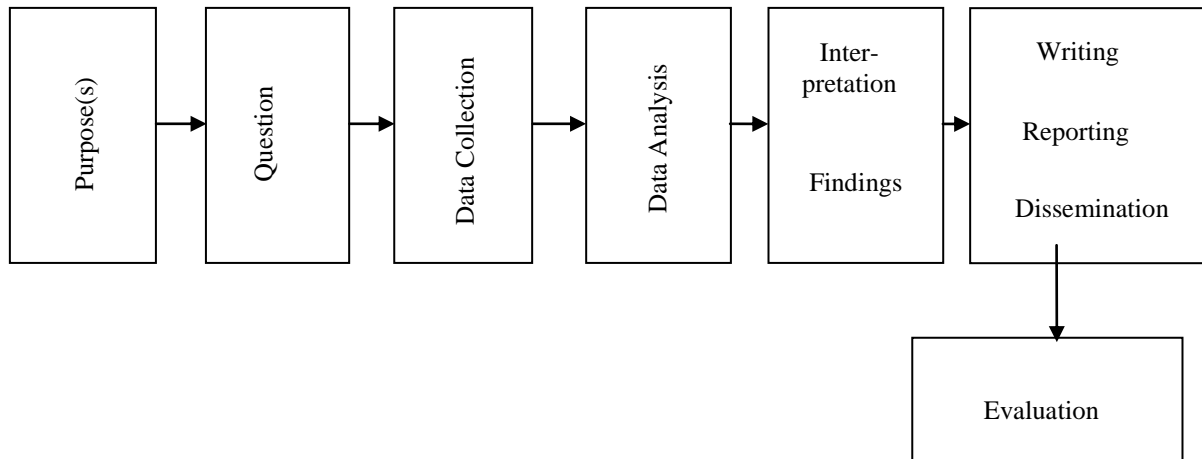 Purpose(s)
Question
Data Collection
Data Analysis
Inter-
pretation
Findings
Writing
Reporting
Dissemination
Evaluation